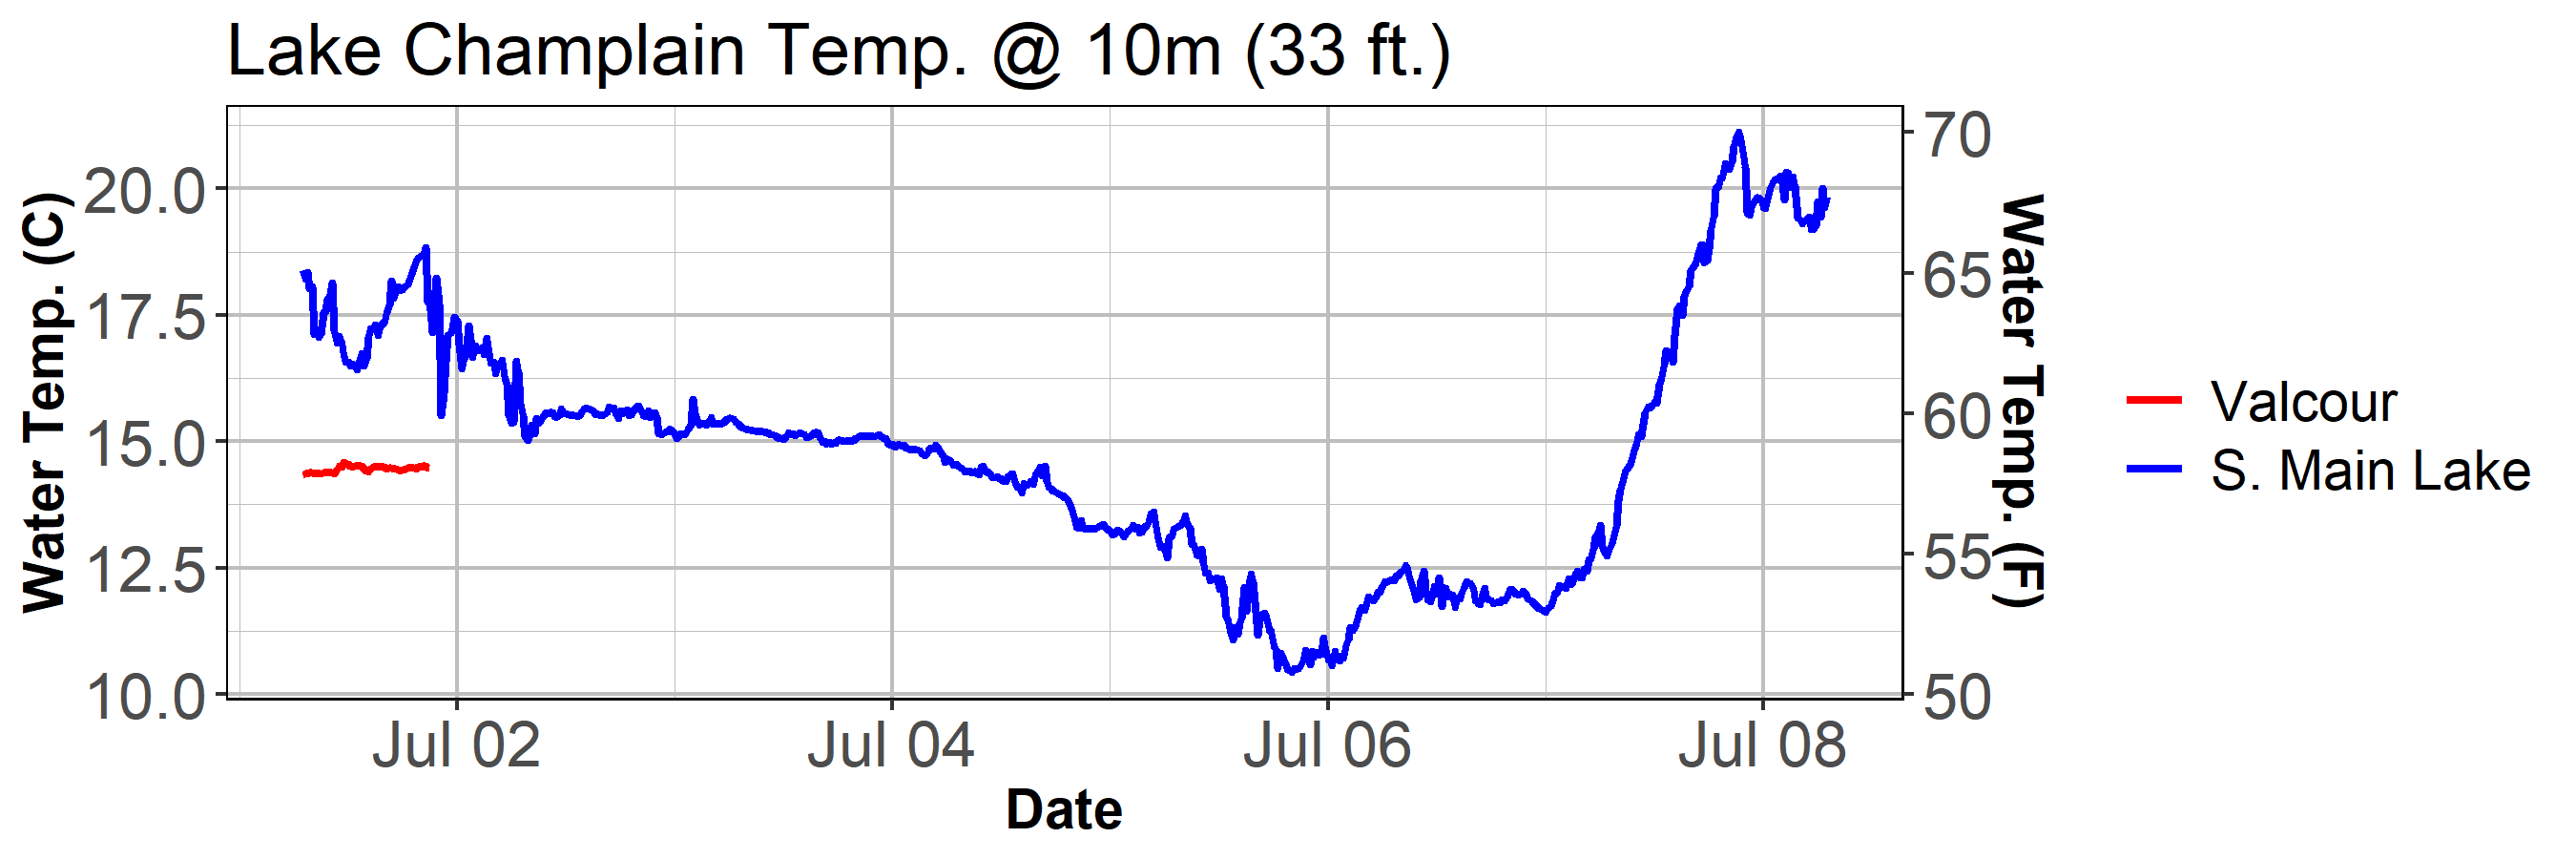 Lake Champlain Temp. @ 10m (33 ft.)
Water Temp. (C)
20.0
17.5
15.0
12.5
10.0
70
65
60
55
50
Water Temp. (F)
Jul 02 Jul 04 Jul 06 Jul 08
Date
Valcour
S. Main Lake